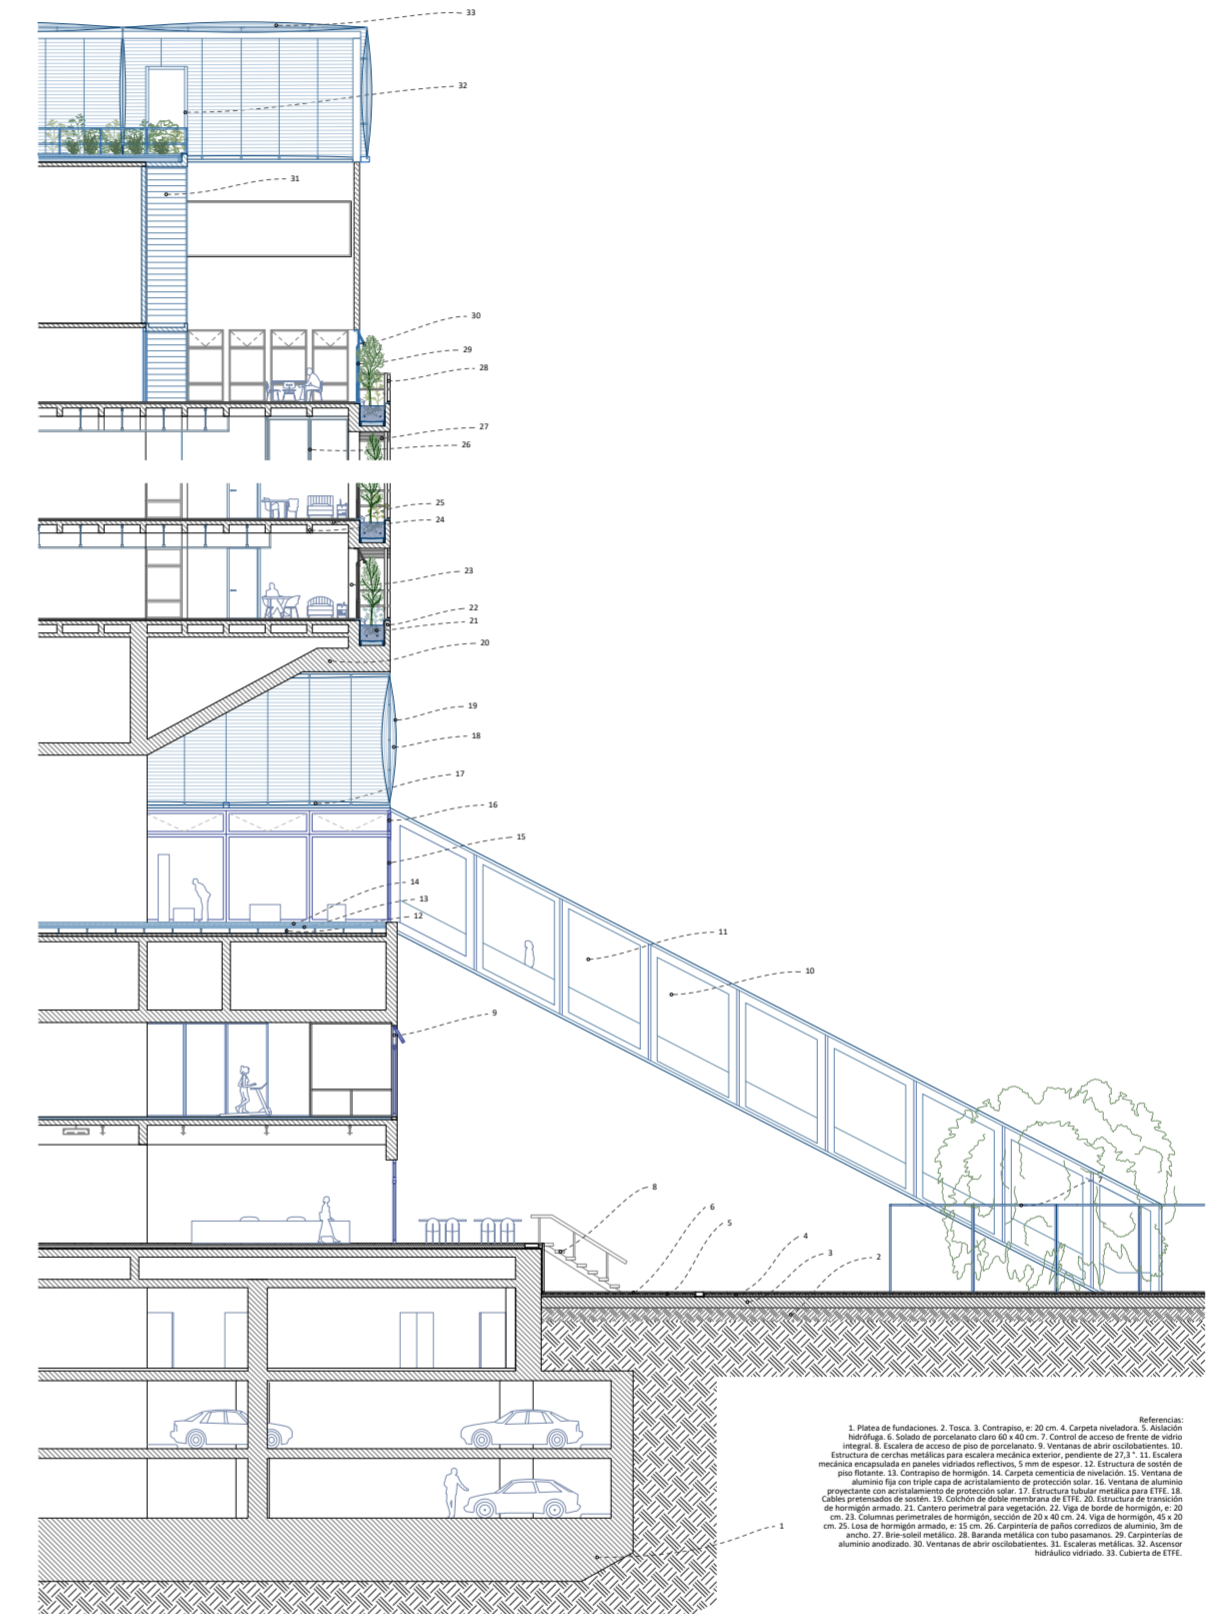 33
32
31
30
29
28
27
26
25
24
23
22
21
20
19
18
17
16
15
14
13
12
11
10
9
8
7
6
5
4
3
2
1
Referencias:
1. Platea de fundaciones. 2. Tosca. 3. Contrapiso, e: 20 cm. 4. Carpeta niveladora. 5. Aislación
hidrófuga. 6. Solado de porcelanato claro 60 x 40 cm. 7. Control de acceso de frente de vidrio
integral. 8. Escalera de acceso de piso de porcelanato. 9. Ventanas de abrir oscilobatientes. 10.
Estructura de cerchas metálicas para escalera mecánica exterior, pendiente de 27,3 °. 11. Escalera
mecánica encapsulada en paneles vidriados reflectivos, 5 mm de espesor. 12. Estructura de sostén de
piso flotante. 13. Contrapiso de hormigón. 14. Carpeta cementicia de nivelación. 15. Ventana de
aluminio fija con triple capa de acristalamiento de protección solar. 16. Ventana de aluminio
proyectante con acristalamiento de protección solar. 17. Estructura tubular metálica para ETFE. 18.
Cables pretensados de sostén. 19. Colchón de doble membrana de ETFE. 20. Estructura de transición
de hormigón armado. 21. Cantero perimetral para vegetación. 22. Viga de borde de hormigón, e: 20
cm. 23. Columnas perimetrales de hormigón, sección de 20 x 40 cm. 24. Viga de hormigón, 45 x 20
cm. 25. Losa de hormigón armado, e: 15 cm. 26. Carpintería de paños corredizos de aluminio, 3m de
ancho. 27. Brie-soleil metálico. 28. Baranda metálica con tubo pasamanos. 29. Carpinterías de
aluminio anodizado. 30. Ventanas de abrir oscilobatientes. 31. Escaleras metálicas. 32. Ascensor
hidráulico vidriado. 33. Cubierta de ETFE.